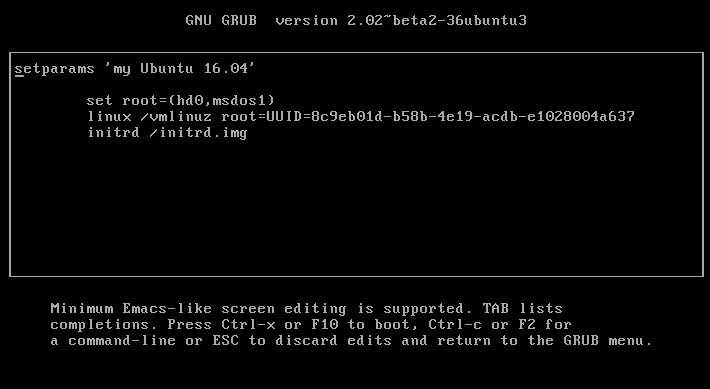 GNU GRUB  version 2.02~beta2-36ubuntu3
setparams 'my Ubuntu 16.04'
set root=(hd0,msdos1)
linux /vmlinuz root=UUID=8c9eb01d-b58b-4e19-acdb-e1028004a637
initrd /initrd.img
Minimum Emacs-like screen editing is supported. TAB lists
completions. Press Ctrl-x or F10 to boot, Ctrl-c or F2 for
a command-line or ESC to discard edits and return to the GRUB menu.